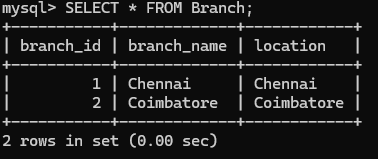 mysql> SELECT * FROM Branch;
+-----------+-------------+------------+
| branch_id | branch_name | location   |
+-----------+-------------+------------+
|         1 | Chennai     | Chennai    |
|         2 | Coimbatore  | Coimbatore |
+-----------+-------------+------------+
2 rows in set (0.00 sec)